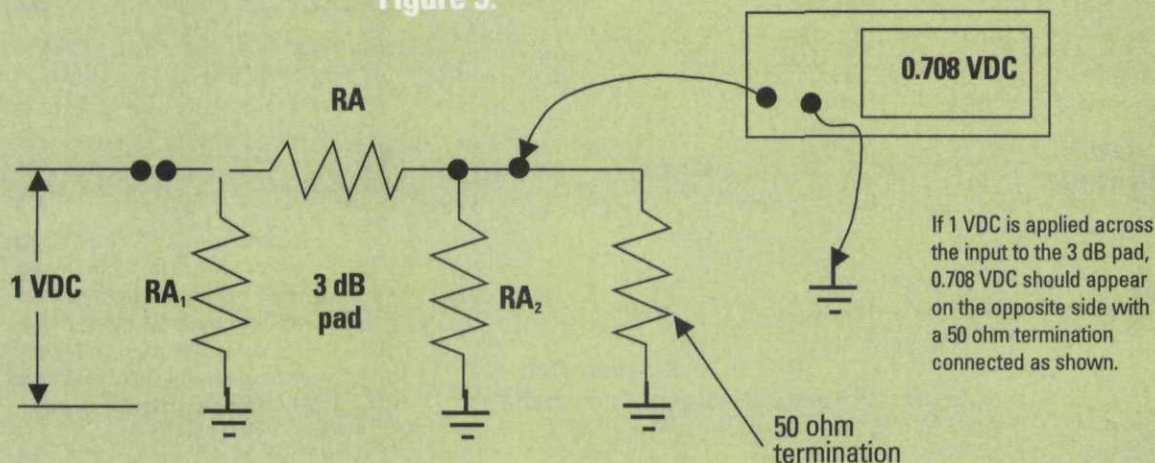 Figure 5.
0.708 VDC
RA
1 VDC
RA₁
3 dB
pad
RA₂
If 1 VDC is applied across
the input to the 3 dB pad,
0.708 VDC should appear
on the opposite side with
a 50 ohm termination
connected as shown.
50 ohm
termination